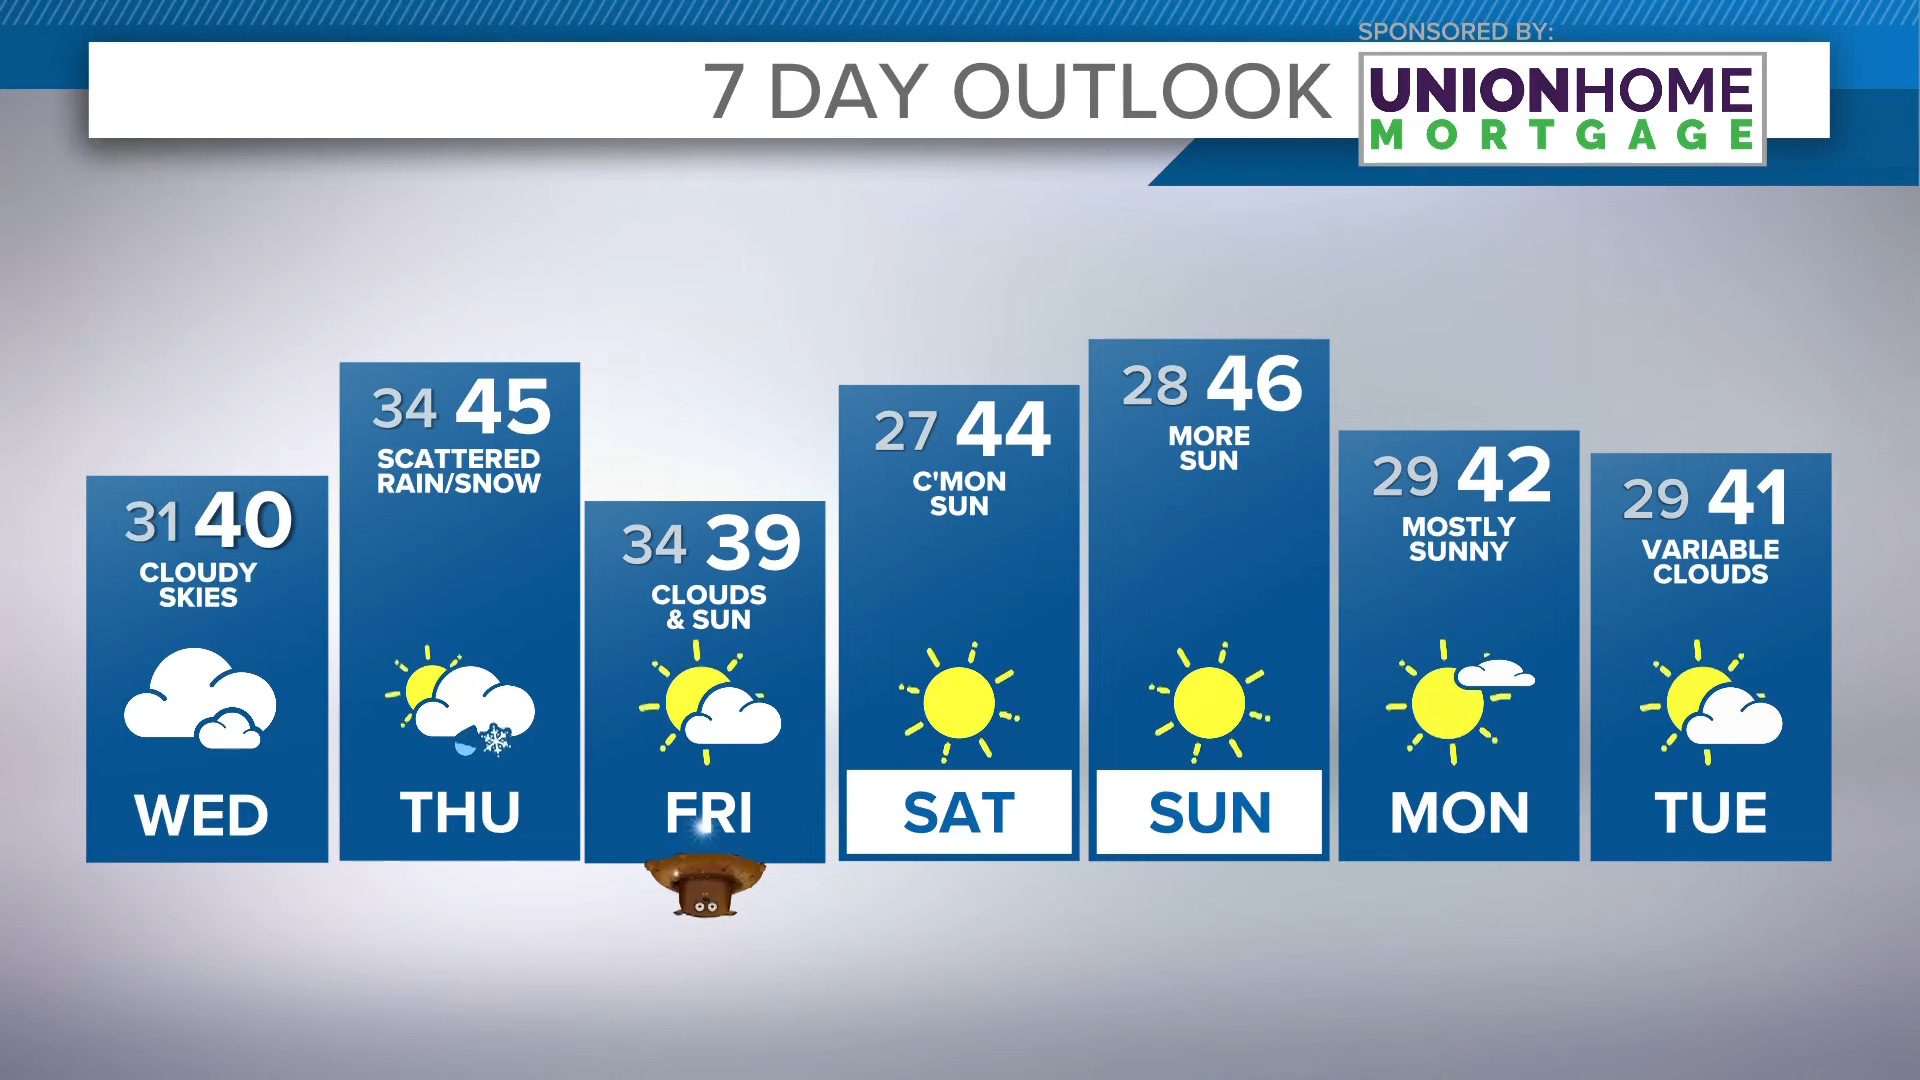 SPONSORED BY:
7 DAY OUTLOOK
UNIONHOME
MORTGAGE
31 40
CLOUDY
SKIES
WED
34 45
SCATTERED
RAIN/SNOW
THU
34 39
CLOUDS
& SUN
FRI
27 44
C'MON
SUN
SAT
28 46
MORE
SUN
SUN
29 42
MOSTLY
SUNNY
MON
29 41
VARIABLE
CLOUDS
TUE